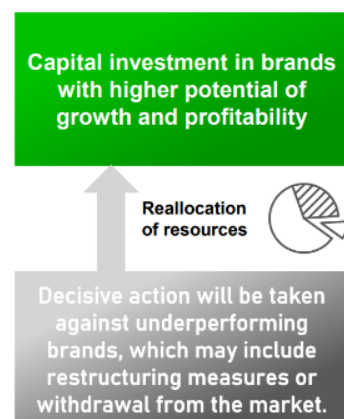 Capital investment in brands
with higher potential of
growth and profitability
Reallocation
of resources
Decisive action will be taken
against underperforming
brands, which may include
restructuring measures or
withdrawal from the market.